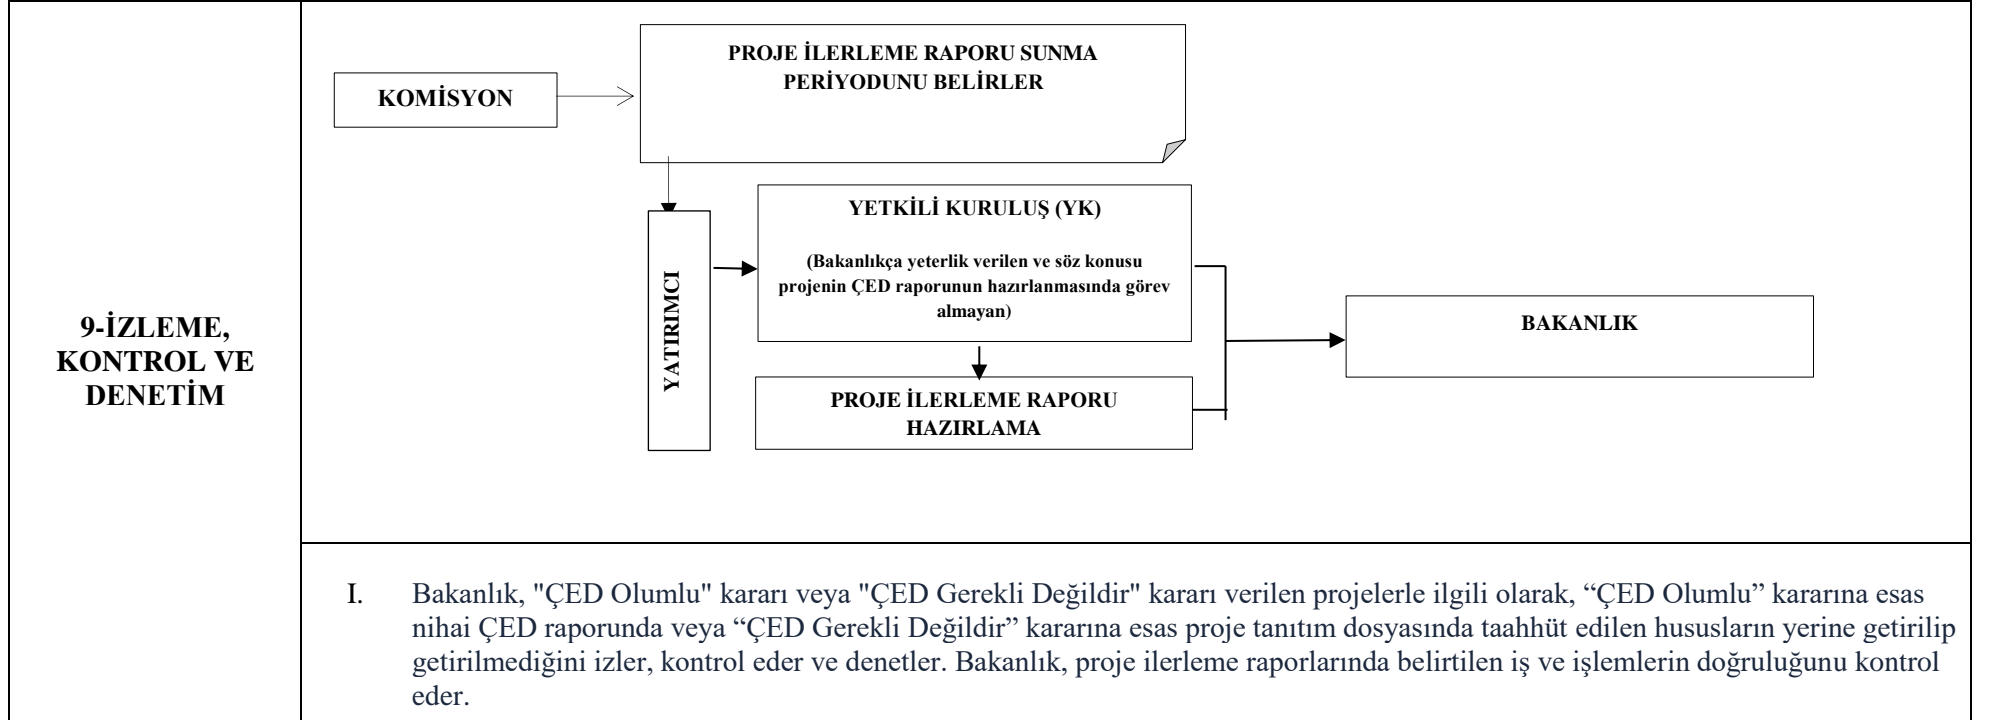 9-İZLEME,
KONTROL VE
DENETİM
KOMİSYON
PROJE İLERLEME RAPORU SUNMA
PERİYODUNU BELİRLER
YATIRIMCI
YETKİLİ KURULUŞ (YK)
(Bakanlıkça yeterlik verilen ve söz konusu
projenin ÇED raporunun hazırlanmasında görev
almayan)
PROJE İLERLEME RAPORU
HAZIRLAMA
BAKANLIK
I. Bakanlık, "ÇED Olumlu" kararı veya "ÇED Gerekli Değildir" kararı verilen projelerle ilgili olarak, “ÇED Olumlu” kararına esas
nihai ÇED raporunda veya “ÇED Gerekli Değildir” kararına esas proje tanıtım dosyasında taahhüt edilen hususların yerine getirilip
getirilmediğini izler, kontrol eder ve denetler. Bakanlık, proje ilerleme raporlarında belirtilen iş ve işlemlerin doğruluğunu kontrol
eder.